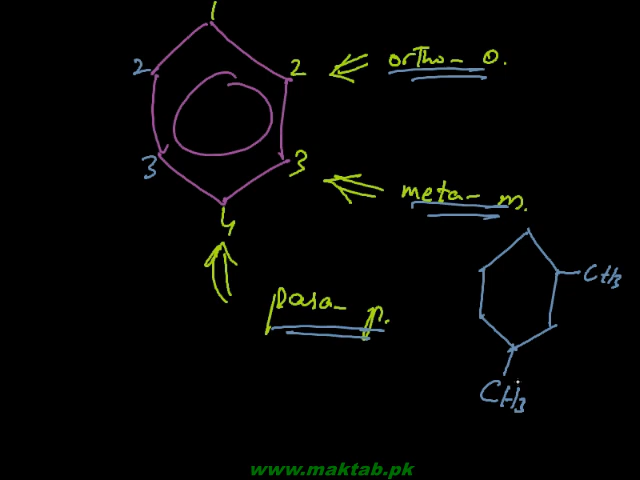 1
2 2 ortho- o.
3 3
meta- m.
4
CH3
para- p.
CH3
www.maktab.pk